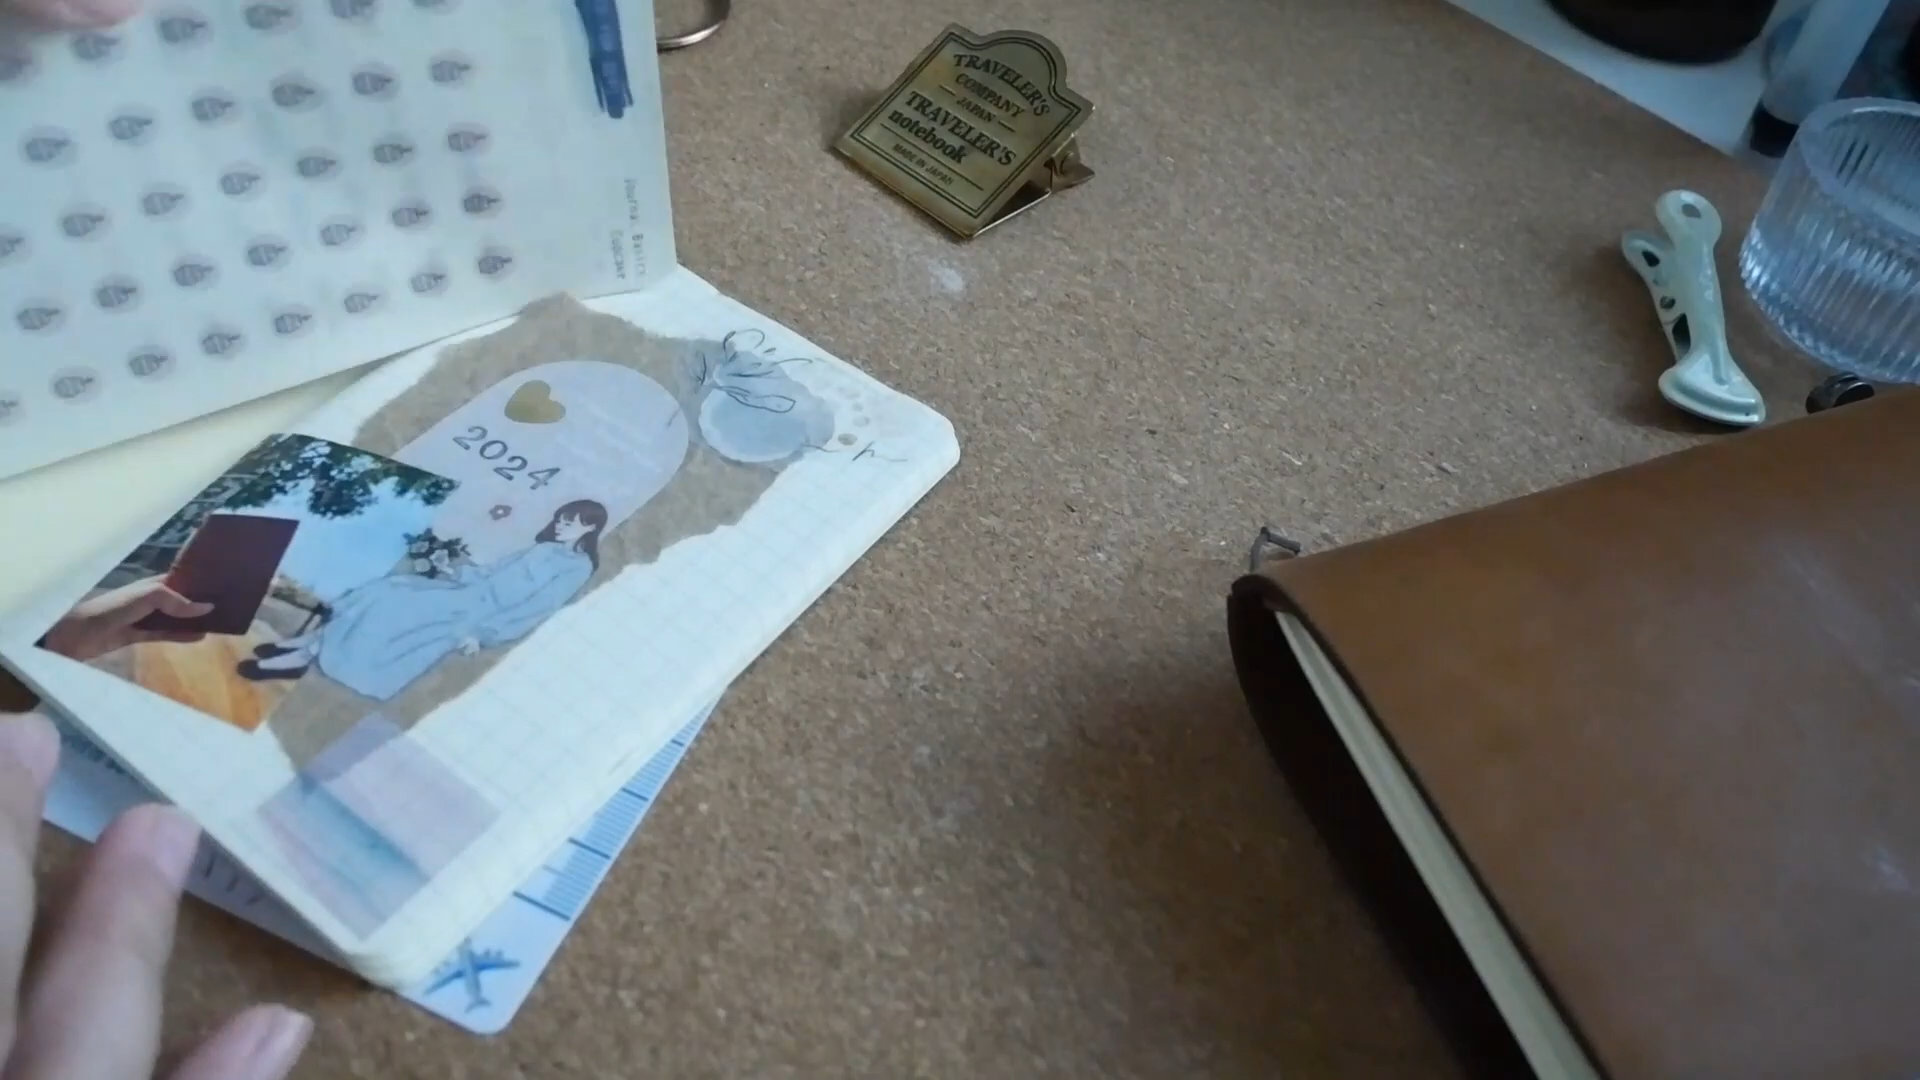 TRAVELER'S
COMPANY
JAPAN
TRAVELER'S
notebook
MADE IN JAPAN
2024